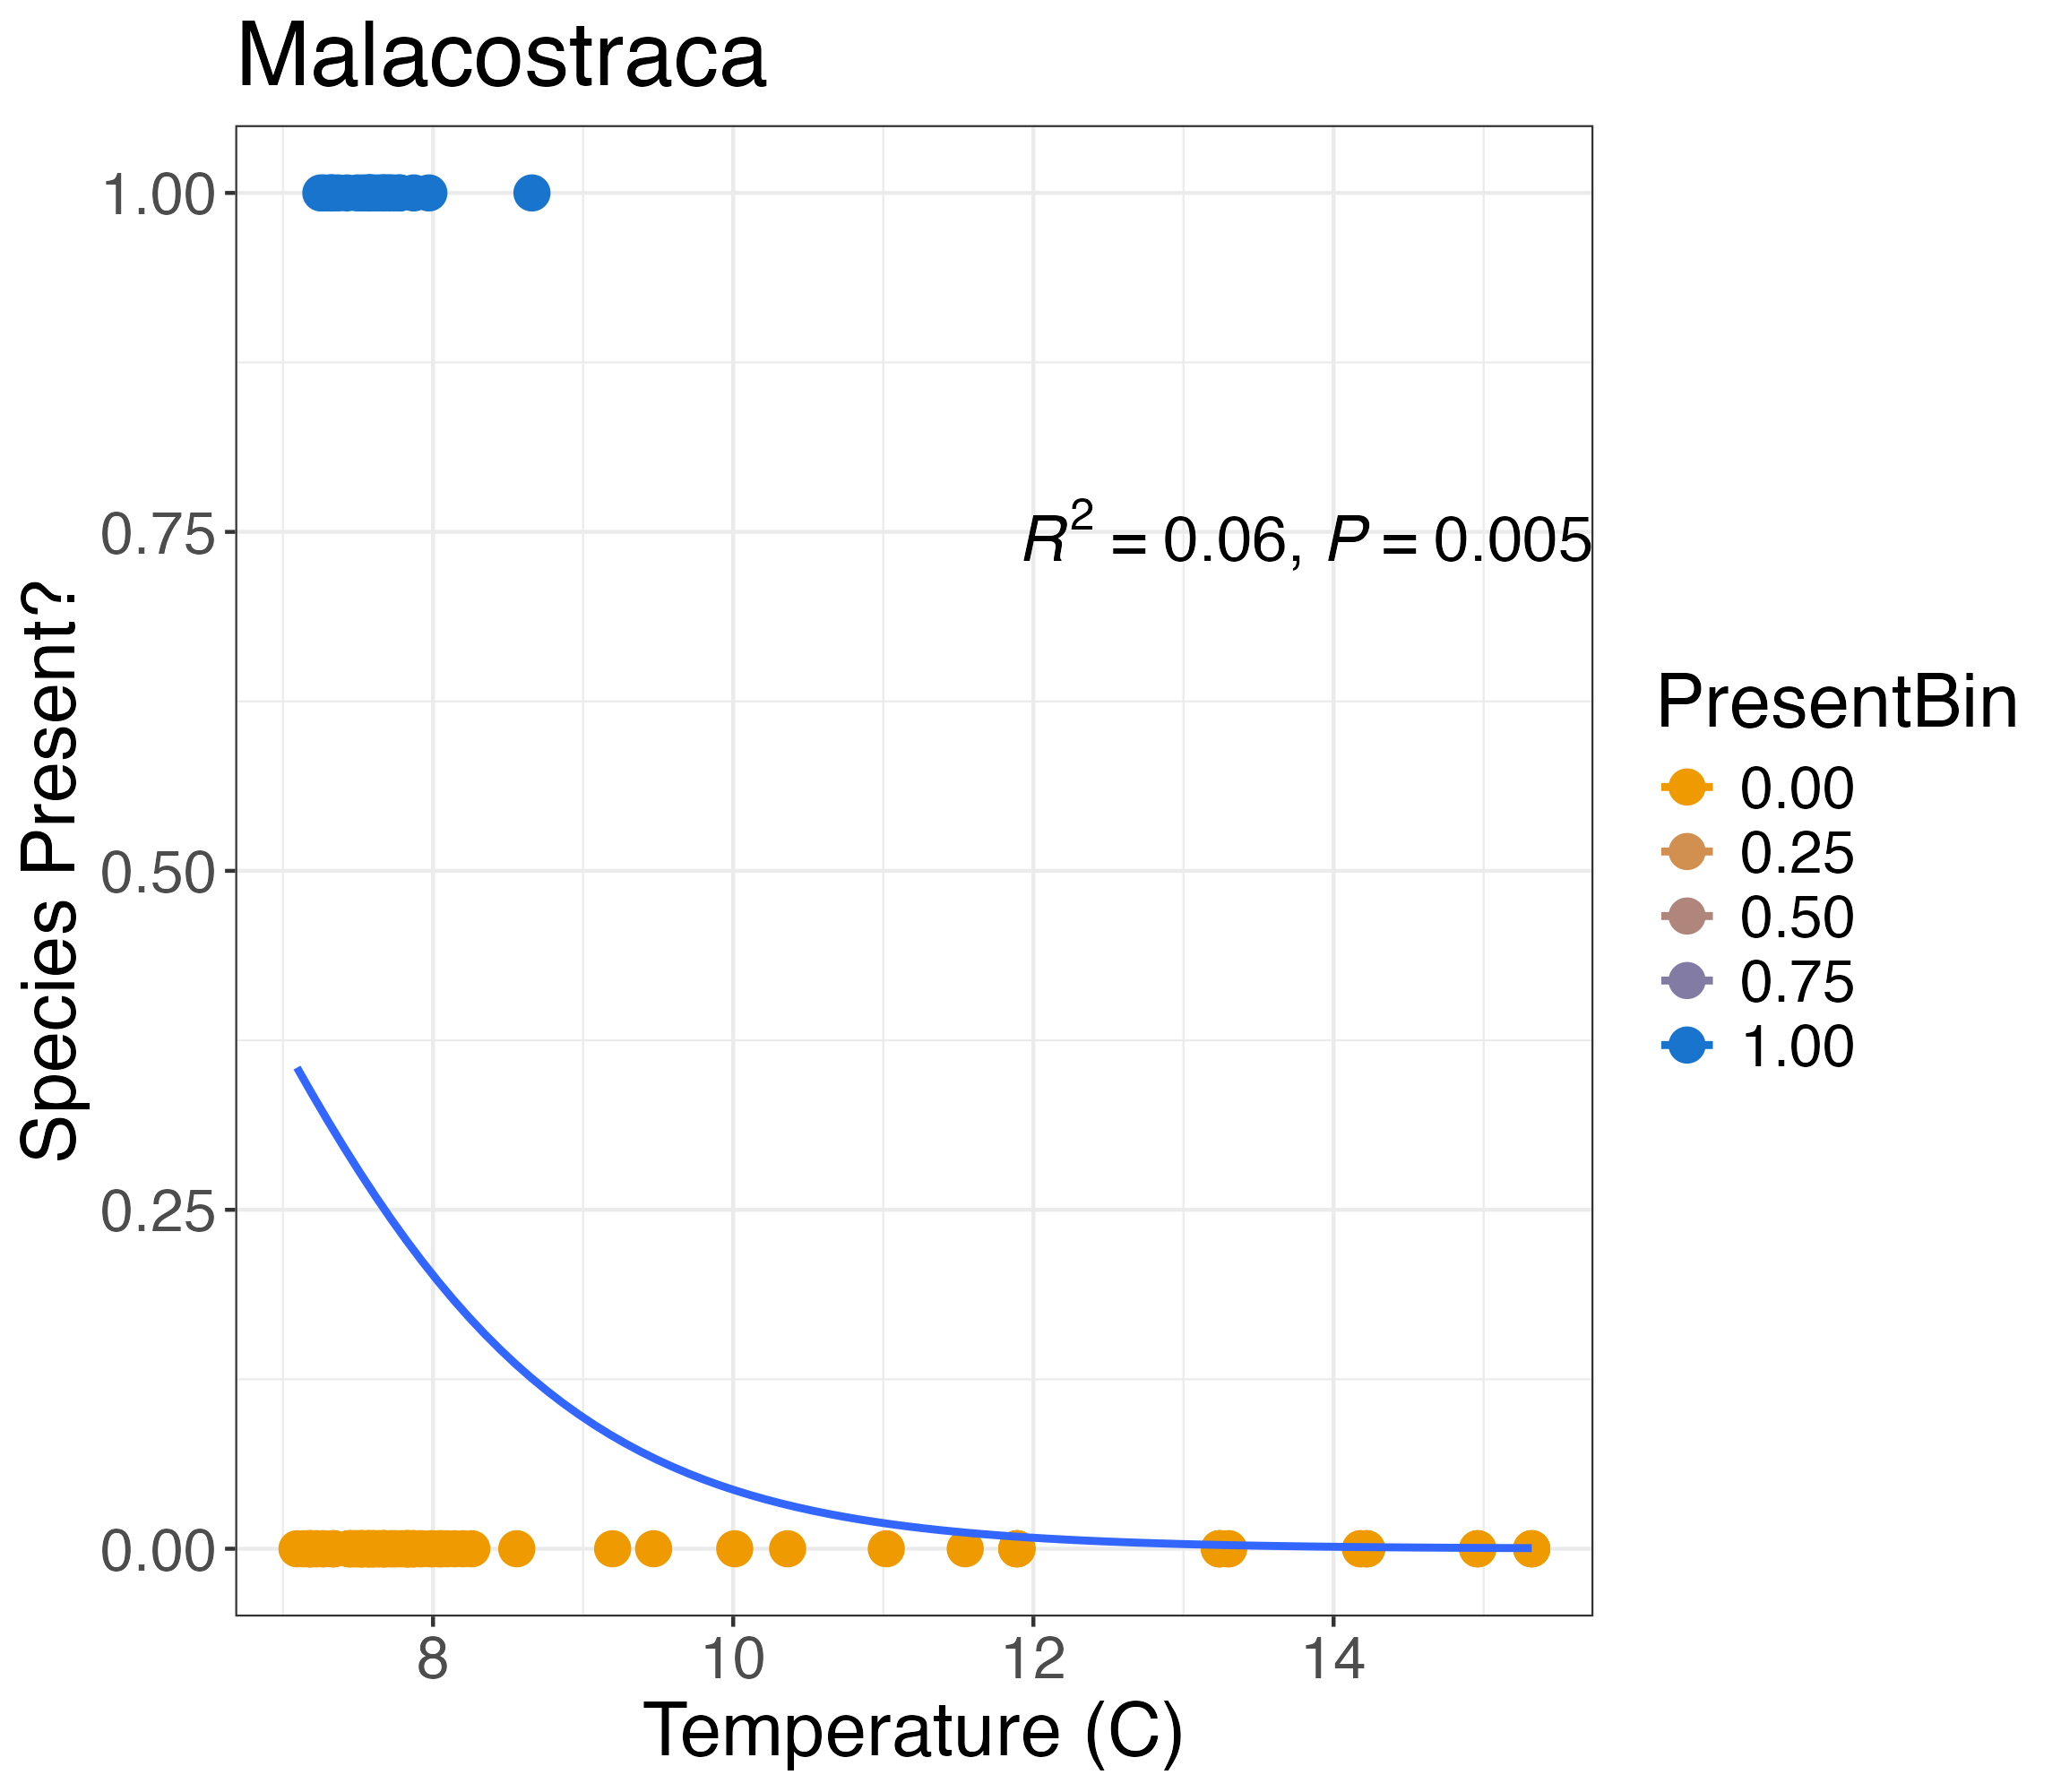 Malacostraca
1.00
0.75
0.50
0.25
0.00
Species Present?
R² = 0.06, P = 0.005
8 10 12 14
Temperature (C)
PresentBin
0.00
0.25
0.50
0.75
1.00